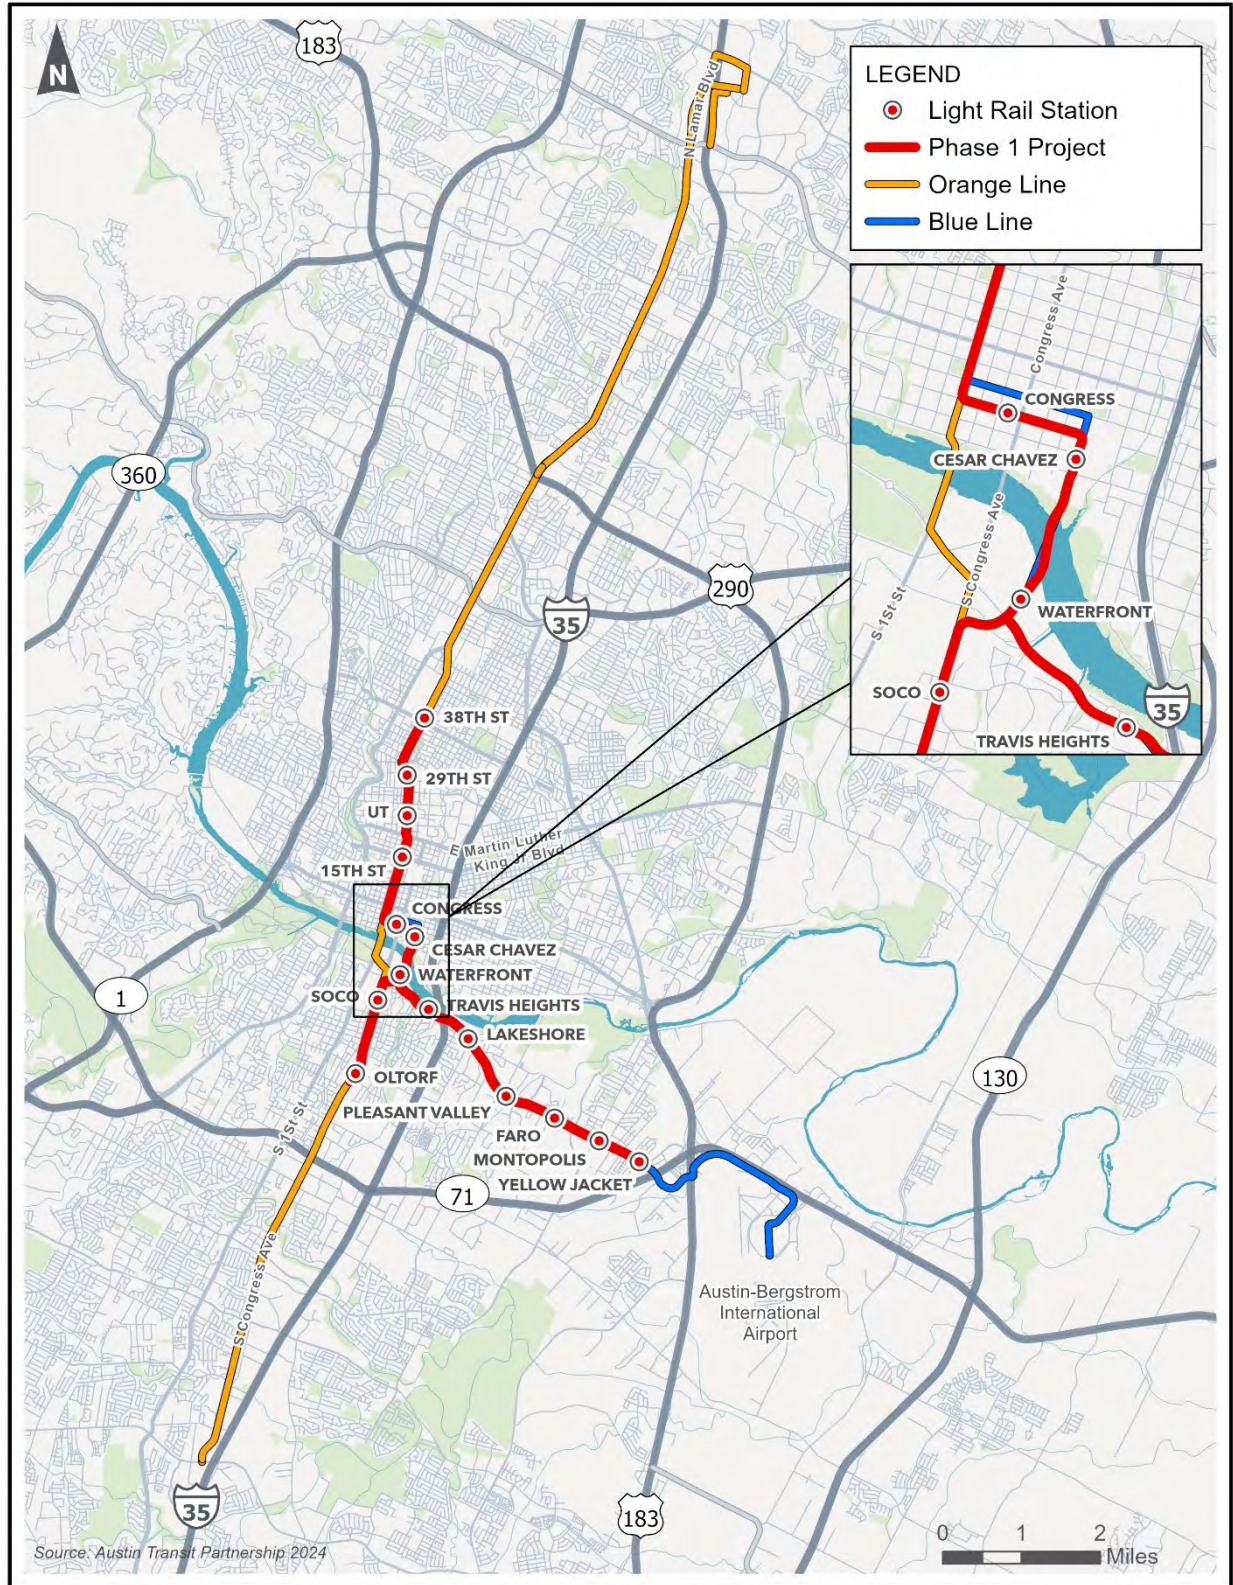 183
N
N Lamar Blvd
LEGEND
Light Rail Station
Phase 1 Project
Orange Line
Blue Line
Congress Ave
CONGRESS
CESAR CHAVEZ
S Congress Ave
S 1St St
WATERFRONT
SOCO
35
TRAVIS HEIGHTS
360
290
35
38TH ST
29TH ST
UT
E Martin Luther
King Jr Blvd
15TH ST
CONGRESS
CESAR CHAVEZ
WATERFRONT
SOCO
TRAVIS HEIGHTS
1
LAKESHORE
OLTORF
130
PLEASANT VALLEY
S 1St St
FARO
MONTOPOLIS
YELLOW JACKET
71
S Congress Ave
Austin-Bergstrom
International
Airport
35
183
0 1 2
Miles
Source: Austin Transit Partnership 2024